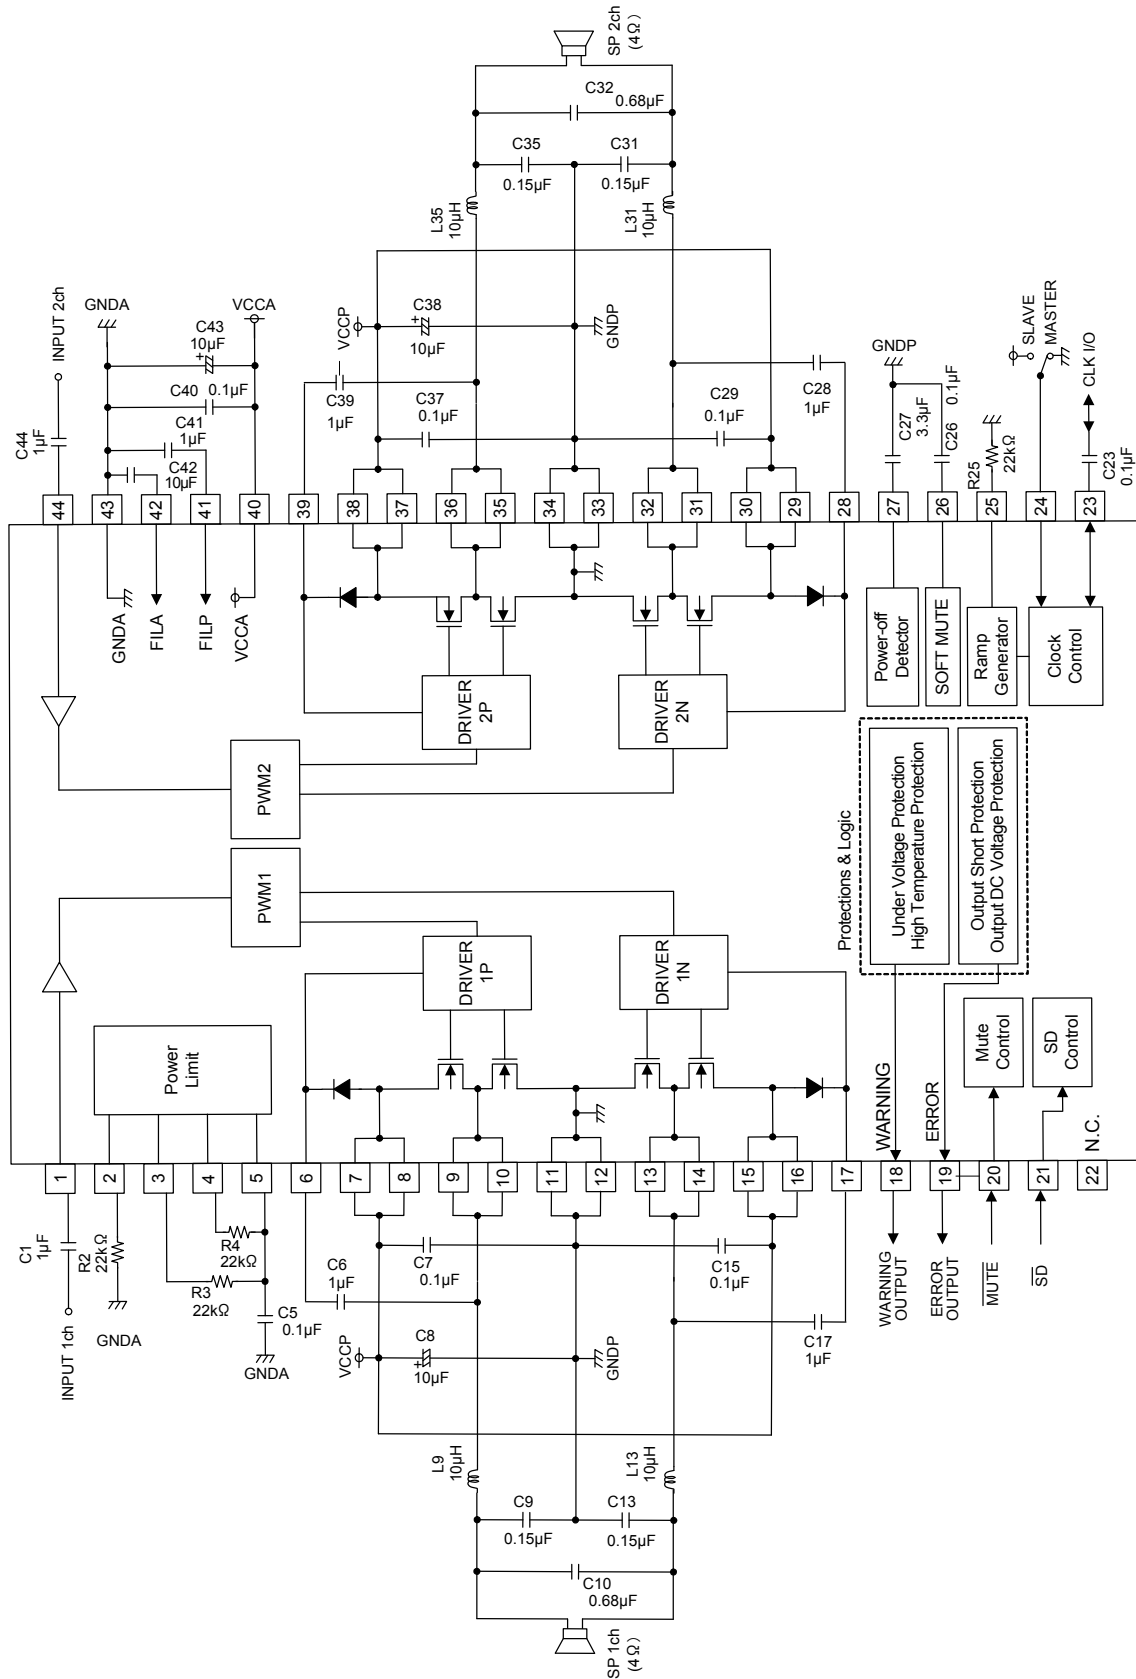 SP 2ch
(4Ω)
C32
0.68µF
C35
0.15µF
C31
0.15µF
L35
10µH
L31
10µH
INPUT 2ch
GNDA
C43
10µF
+
VCCA
C40
0.1µF
C41
1µF
C42
10µF
C44
1µF
VCCP
C38
+
10µF
GNDP
C39
1µF
C37
0.1µF
C29
0.1µF
C28
1µF
GNDP
C27
3.3µF
C26
0.1µF
R25
22kΩ
SLAVE
MASTER
CLK I/O
C23
0.1µF
44
43
42
41
40
39
38
37
36
35
34
33
32
31
30
29
28
27
26
25
24
23
GNDA
FILA
FILP
VCCA
DRIVER
2P
DRIVER
2N
Power-off
Detector
SOFT MUTE
Ramp
Generator
Clock
Control
PWM2
PWM1
Protections & Logic
Under Voltage Protection
High Temperature Protection
Output Short Protection
Output DC Voltage Protection
Power
Limit
DRIVER
1P
DRIVER
1N
WARNING
ERROR
Mute
Control
SD
Control
N.C.
1
2
3
4
5
6
7
8
9
10
11
12
13
14
15
16
17
18
19
20
21
22
C1
1µF
INPUT 1ch
R2
22kΩ
GNDA
R3
22kΩ
R4
22kΩ
C5
0.1µF
GNDA
C6
1µF
C7
0.1µF
C15
0.1µF
VCCP
C8
+
10µF
GNDP
C17
1µF
WARNING
OUTPUT
ERROR
OUTPUT
MUTE
SD
L9
10µH
L13
10µH
C9
0.15µF
C13
0.15µF
C10
0.68µF
SP 1ch
(4Ω)